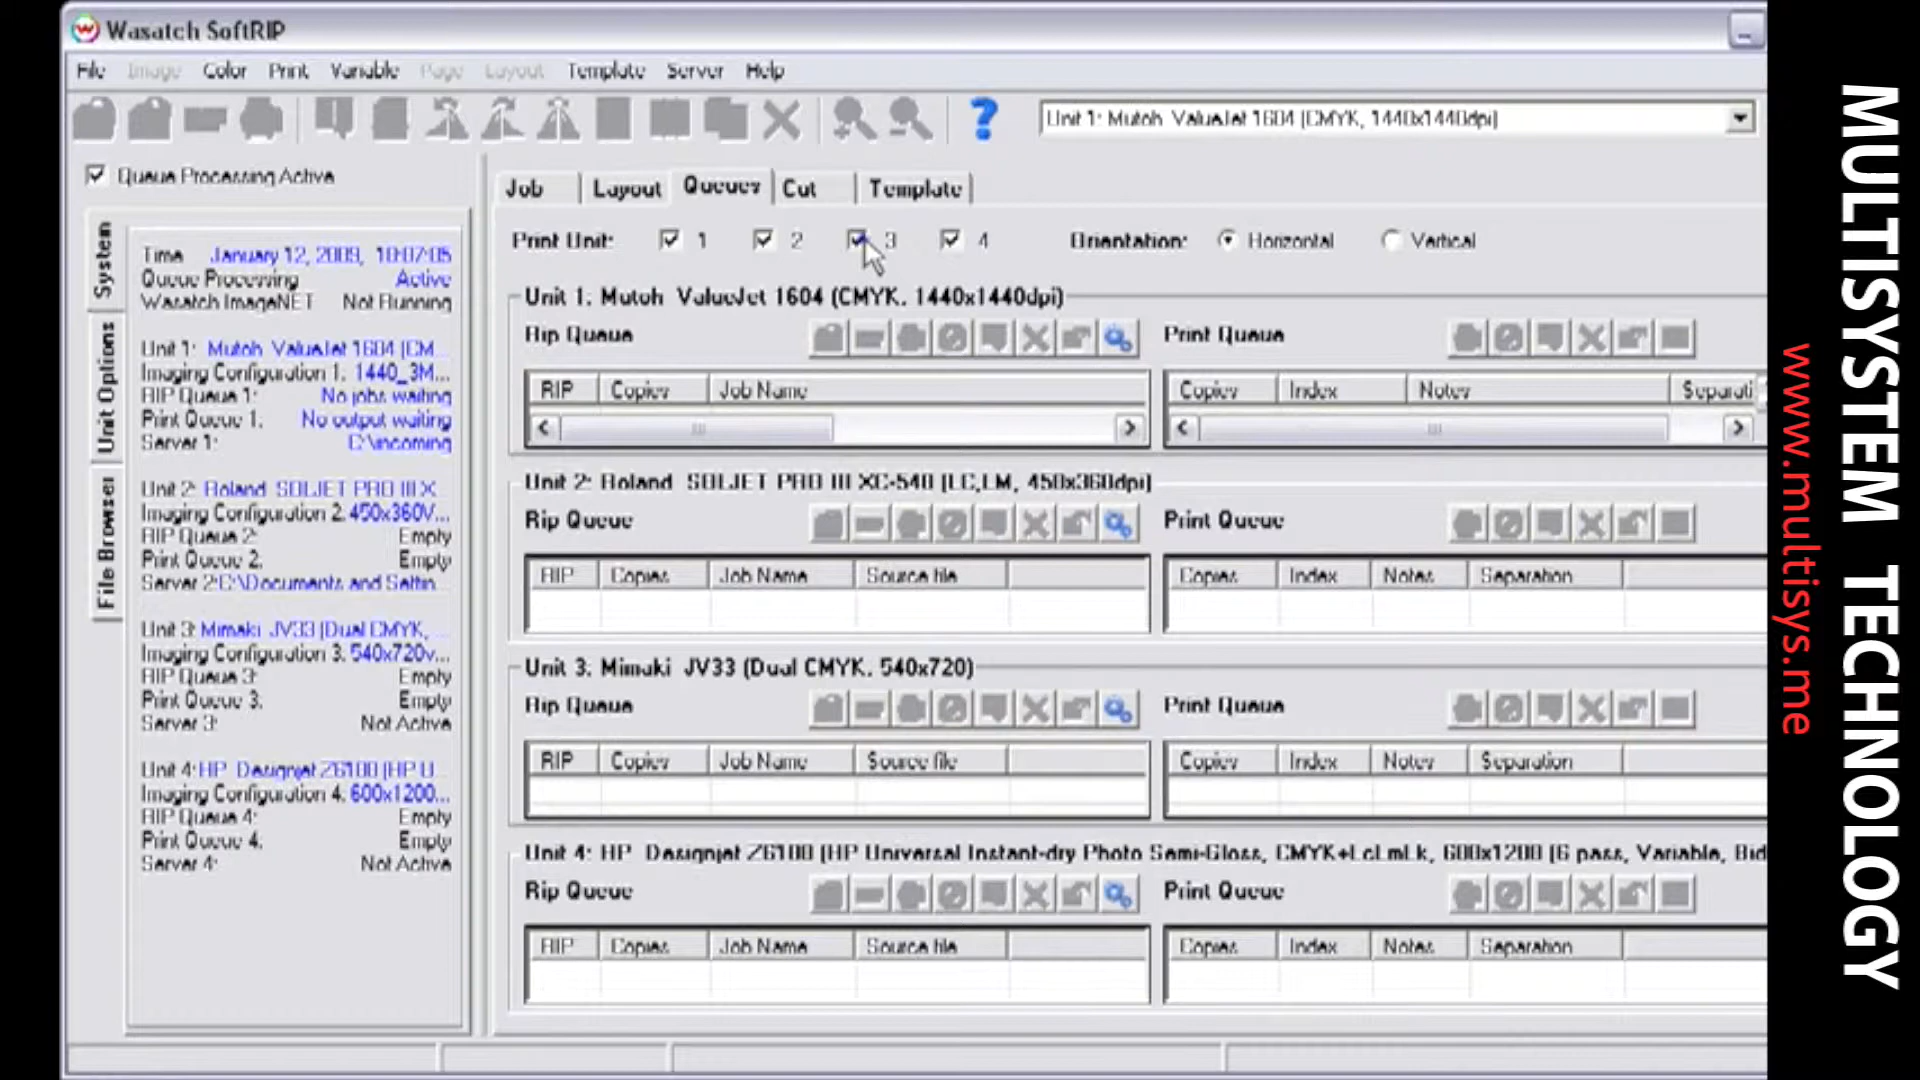 Wasatch SoftRIP
File Image Color Print Variable Page Layout Template Server Help
Unit 1: Mutoh ValueJet 1604 (CMYK, 1440x1440dpi)
Queue Processing Active
Job Layout Queues Cut Template
Print Unit: 1 2 3 4 Orientation: Horizontal Vertical
System
Unit Options
File Browser
Time January 12, 2009, 10:07:05
Queue Processing Active
Wasatch ImageNET Not Running
Unit 1: Mutoh ValueJet 1604 (CM...
Imaging Configuration 1. 1440_3M...
RIP Queue 1: No jobs waiting
Print Queue 1. No output waiting
Server 1: C:\incoming
Unit 2: Roland SOLJET PRO III X...
Imaging Configuration 2. 450x360V...
RIP Queue 2: Empty
Print Queue 2. Empty
Server 2:C:\Documents and Settin...
Unit 3: Mimaki JV33 (Dual CMYK, ...
Imaging Configuration 3. 540x720v...
RIP Queue 3: Empty
Print Queue 3. Empty
Server 3: Not Active
Unit 4: HP Designjet Z6100 (HP U...
Imaging Configuration 4. 600x1200...
RIP Queue 4: Empty
Print Queue 4. Empty
Server 4: Not Active
Unit 1. Mutoh ValueJet 1604 (CMYK. 1440x1440dpi)
Rip Queue Print Queue
RIP Copies Job Name Copies Index Notes Separati
Unit 2: Roland SOLJET PRO III XC-540 (LC,LM, 450x360dpi)
Rip Queue Print Queue
RIP Copies Job Name Source file Copies Index Notes Separation
Unit 3. Mimaki JV33 (Dual CMYK. 540x720)
Rip Queue Print Queue
RIP Copies Job Name Source file Copies Index Notes Separation
Unit 4: HP Designjet Z6100 (HP Universal Instant-dry Photo Semi-Gloss, CMYK+LcLmLk, 600x1200 (6 pass, Variable, Bid
Rip Queue Print Queue
RIP Copies Job Name Source file Copies Index Notes Separation
MULTISYSTEM TECHNOLOGY
www.multisys.me